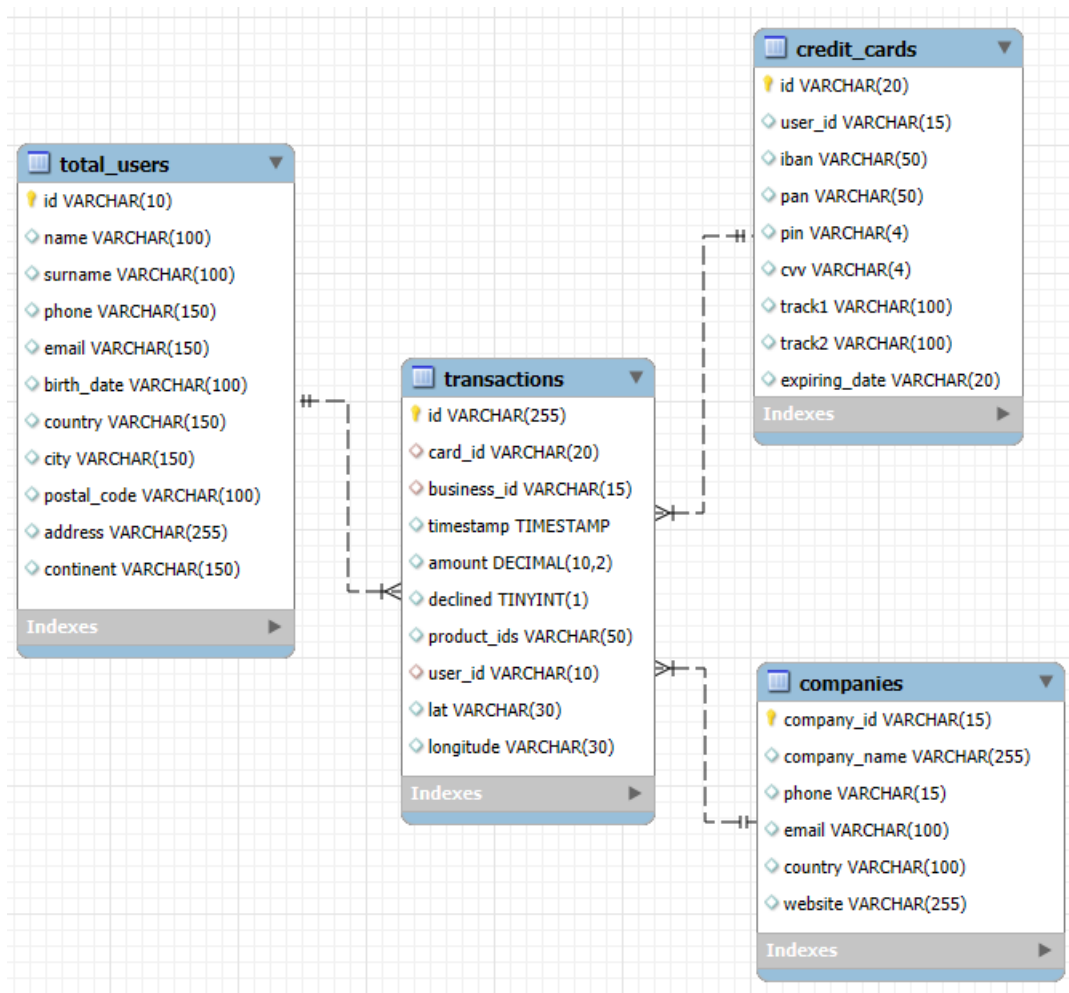 total_users
id VARCHAR(10)
name VARCHAR(100)
surname VARCHAR(100)
phone VARCHAR(150)
email VARCHAR(150)
birth_date VARCHAR(100)
country VARCHAR(150)
city VARCHAR(150)
postal_code VARCHAR(100)
address VARCHAR(255)
continent VARCHAR(150)
Indexes
transactions
id VARCHAR(255)
card_id VARCHAR(20)
business_id VARCHAR(15)
timestamp TIMESTAMP
amount DECIMAL(10,2)
declined TINYINT(1)
product_ids VARCHAR(50)
user_id VARCHAR(10)
lat VARCHAR(30)
longitude VARCHAR(30)
Indexes
credit_cards
id VARCHAR(20)
user_id VARCHAR(15)
iban VARCHAR(50)
pan VARCHAR(50)
pin VARCHAR(4)
cvv VARCHAR(4)
track1 VARCHAR(100)
track2 VARCHAR(100)
expiring_date VARCHAR(20)
Indexes
companies
company_id VARCHAR(15)
company_name VARCHAR(255)
phone VARCHAR(15)
email VARCHAR(100)
country VARCHAR(100)
website VARCHAR(255)
Indexes